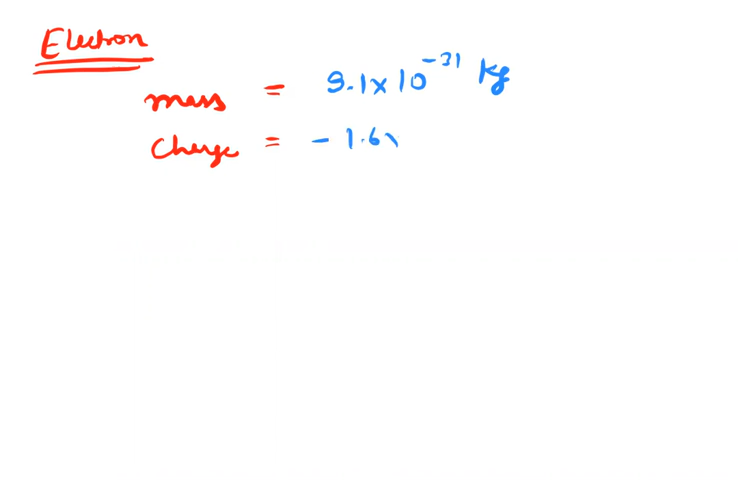 Electron
mass = 9.1 × 10⁻³¹ kg
charge = - 1.6